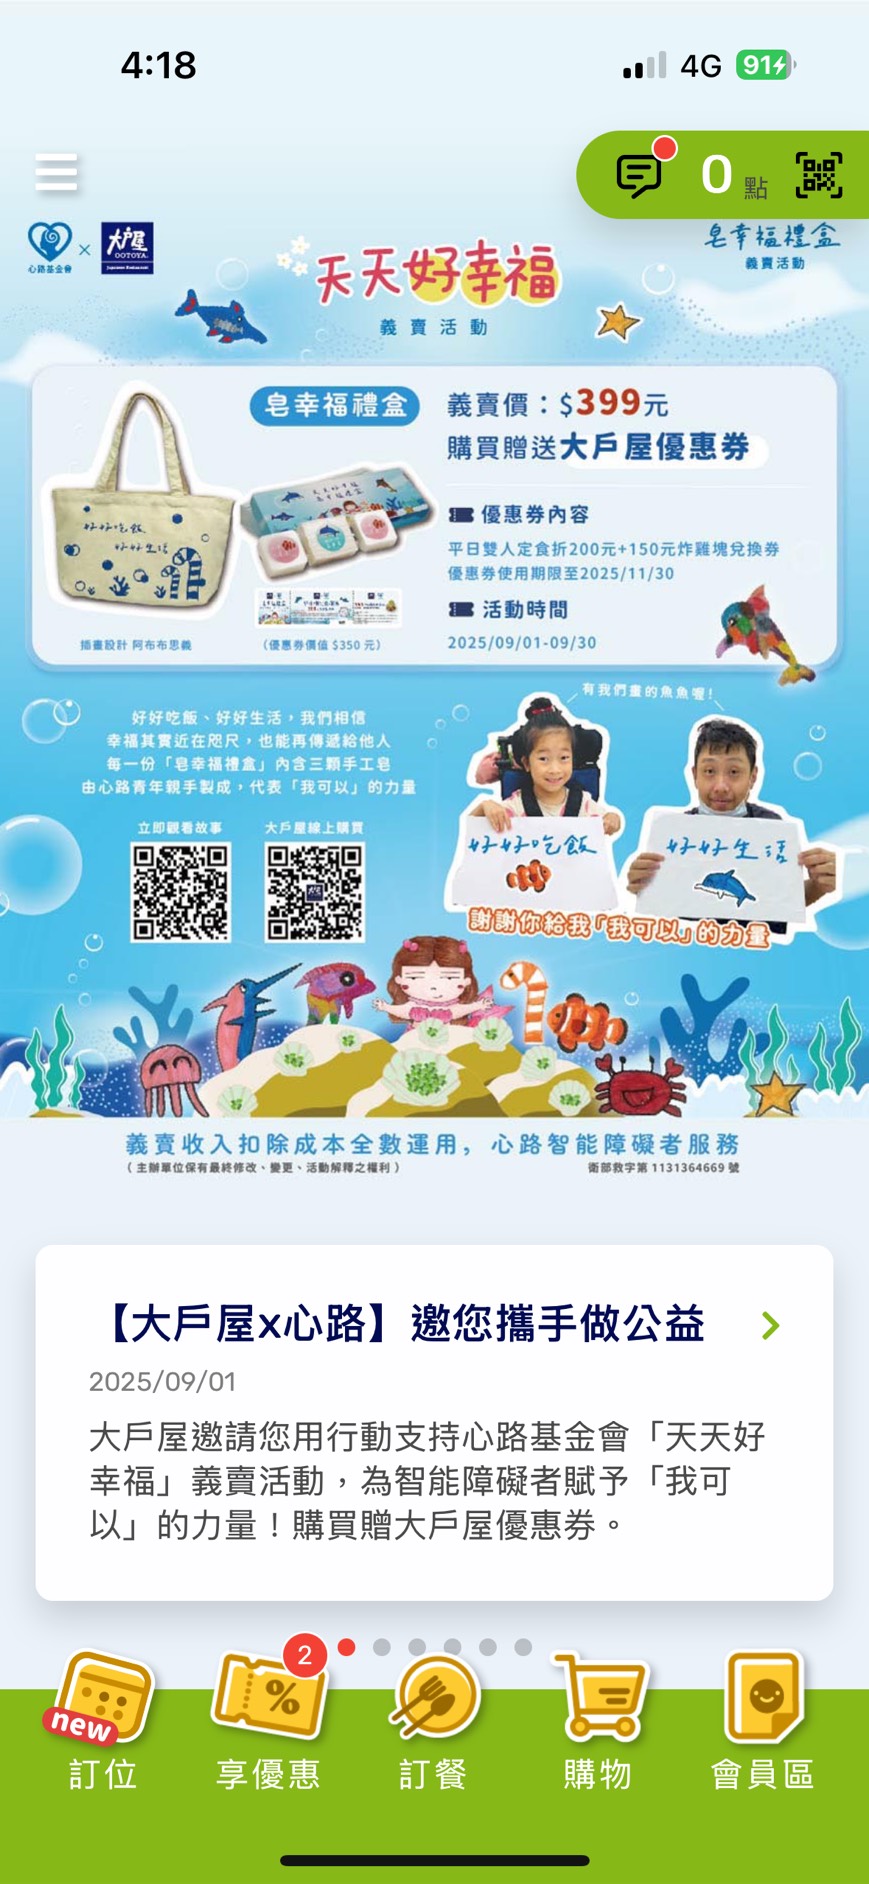 4:18
4G 91
0 點
心路基金會 × 大戶屋 OOTOYA. Japanese Restaurant
皂幸福禮盒
義賣活動
天天好幸福
義賣活動
皂幸福禮盒
義賣價：$399元
購買贈送大戶屋優惠券
優惠券內容
平日雙人定食折200元+150元炸雞塊兌換券
優惠券使用期限至2025/11/30
活動時間
2025/09/01-09/30
好好吃飯
好好生活
插畫設計 阿布布思義
（優惠券價值 $350 元）
有我們畫的魚魚喔！
好好吃飯、好好生活，我們相信
幸福其實近在咫尺，也能再傳遞給他人
每一份「皂幸福禮盒」內含三顆手工皂
由心路青年親手製成，代表「我可以」的力量
立即觀看故事
大戶屋線上購買
好好吃飯
好好生活
謝謝你給我「我可以」的力量
義賣收入扣除成本全數運用，心路智能障礙者服務
（主辦單位保有最終修改、變更、活動解釋之權利）
衛部救字第 1131364669 號
【大戶屋x心路】邀您攜手做公益
2025/09/01
大戶屋邀請您用行動支持心路基金會「天天好
幸福」義賣活動，為智能障礙者賦予「我可
以」的力量！購買贈大戶屋優惠券。
2
new
訂位
享優惠
訂餐
購物
會員區